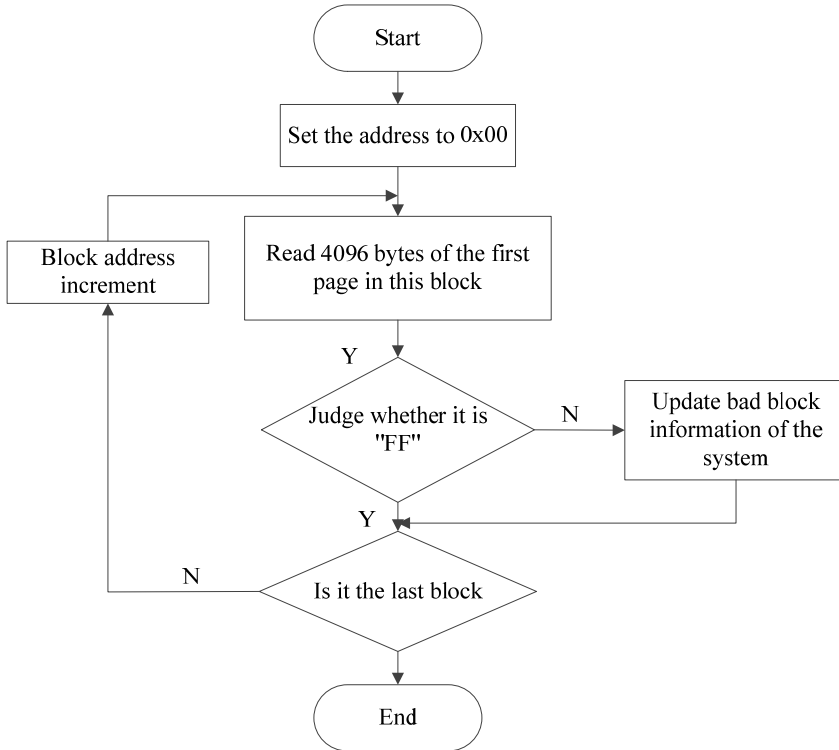 Start
Set the address to 0x00
Block address
increment
Read 4096 bytes of the first
page in this block
Y
Judge whether it is
"FF"
N
Update bad block
information of the
system
Y
N
Is it the last block
End